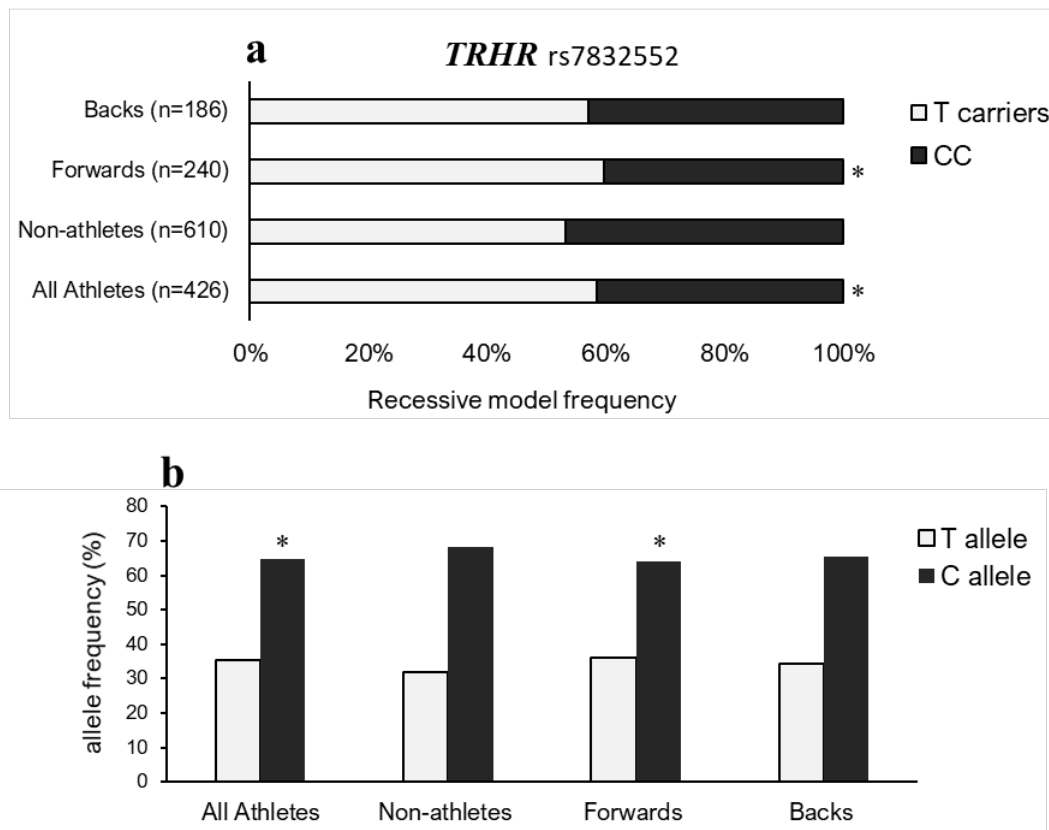 a
TRHR rs7832552
Backs (n=186)
Forwards (n=240)
*
Non-athletes (n=610)
All Athletes (n=426)
*
0% 20% 40% 60% 80% 100%
Recessive model frequency
T carriers
CC
b
allele frequency (%)
80
70
60
50
40
30
20
10
0
* *
All Athletes Non-athletes Forwards Backs
T allele
C allele